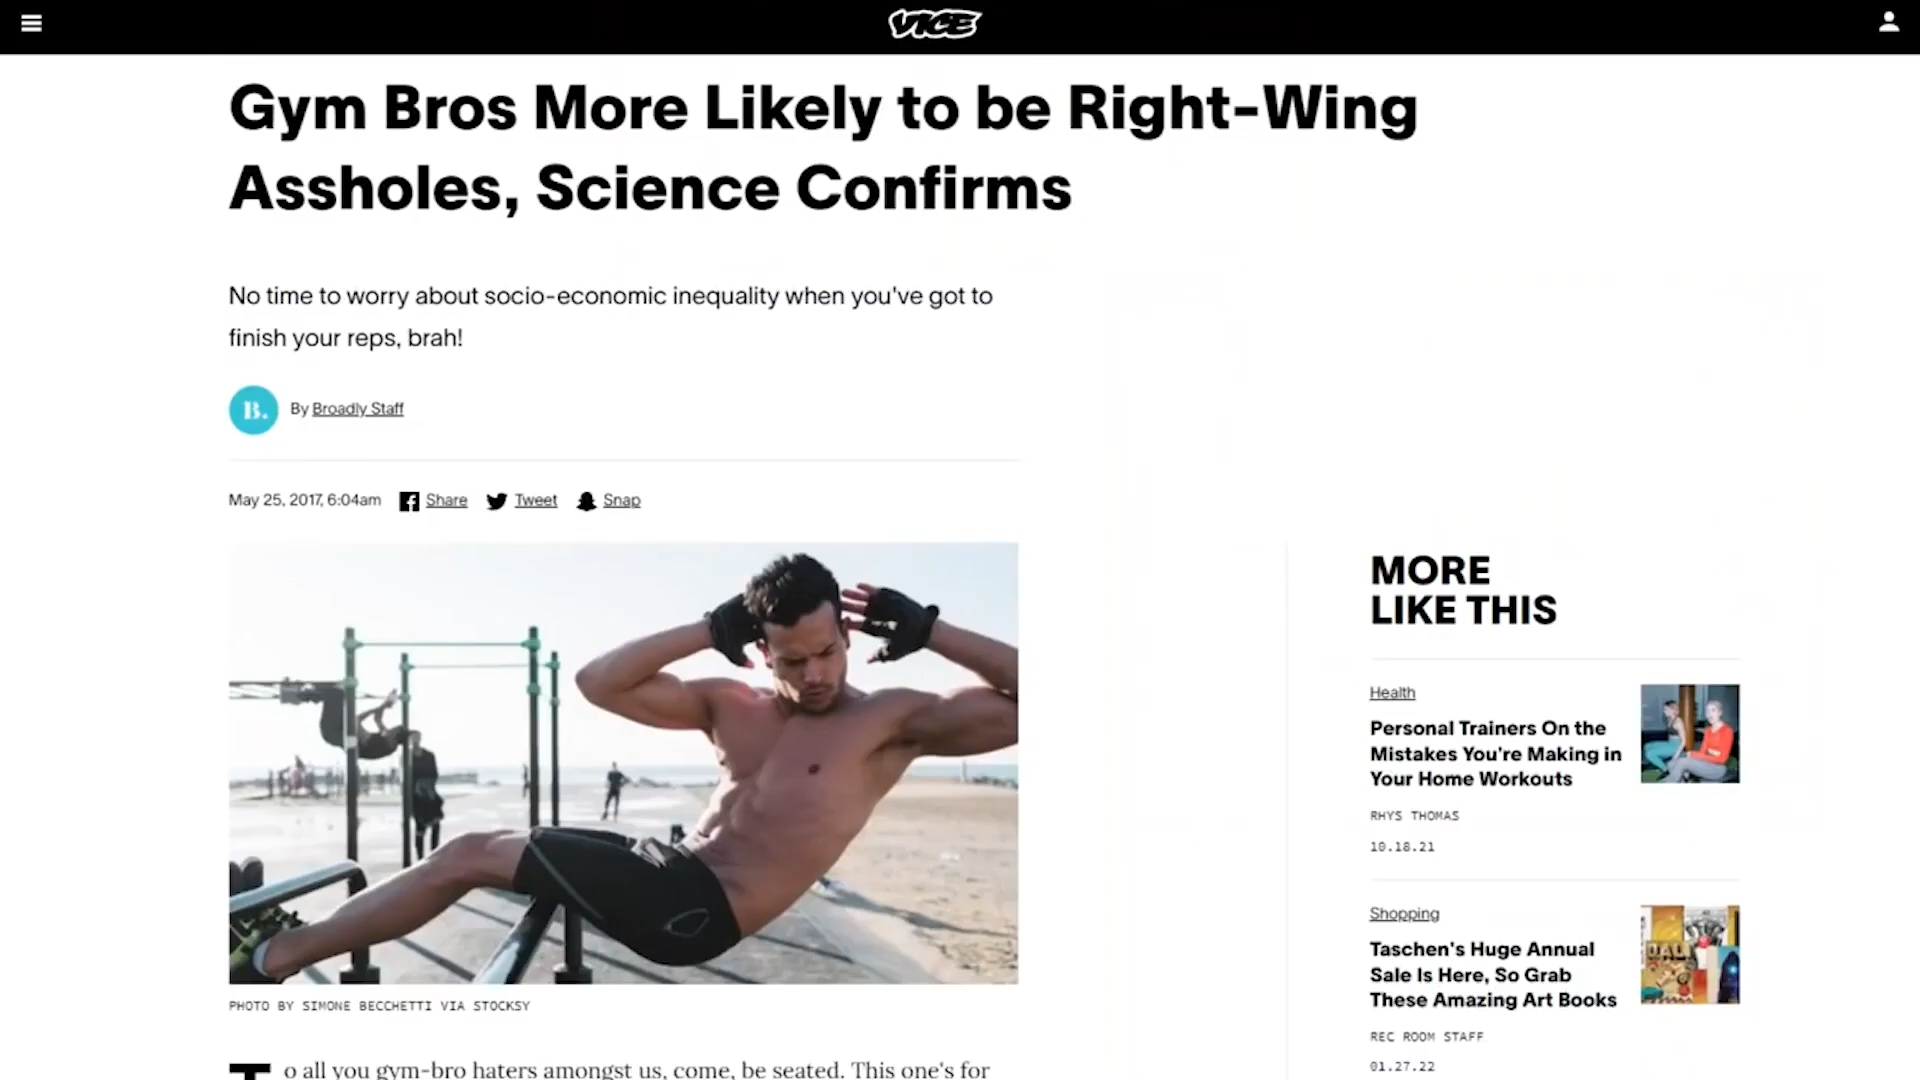 VICE
Gym Bros More Likely to be Right-Wing
Assholes, Science Confirms
No time to worry about socio-economic inequality when you've got to
finish your reps, brah!
B.
By Broadly Staff
May 25, 2017, 6:04am Share Tweet Snap
PHOTO BY SIMONE BECCHETTI VIA STOCKSY
To all you gym-bro haters amongst us, come, be seated. This one's for
MORE
LIKE THIS
Health
Personal Trainers On the
Mistakes You're Making in
Your Home Workouts
RHYS THOMAS
10.18.21
Shopping
Taschen's Huge Annual
Sale Is Here, So Grab
These Amazing Art Books
REC ROOM STAFF
01.27.22
DALI